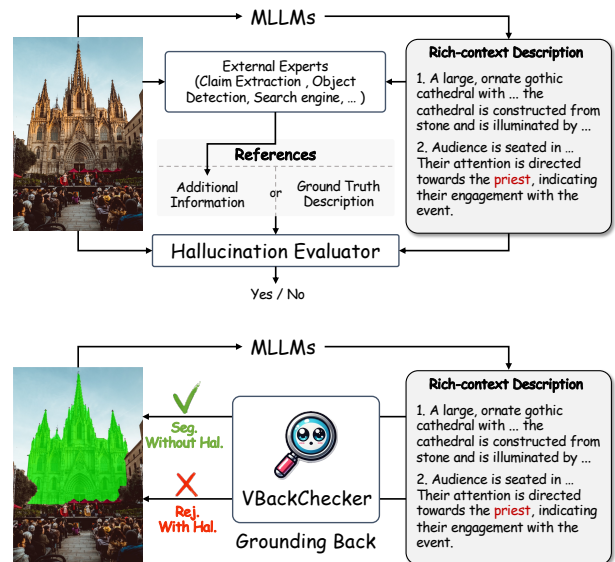 MLLMs
External Experts
(Claim Extraction , Object
Detection, Search engine, ... )
References
Additional
Information
or
Ground Truth
Description
Hallucination Evaluator
Yes / No
Rich-context Description
1. A large, ornate gothic
cathedral with ... the
cathedral is constructed from
stone and is illuminated by ...
2. Audience is seated in ...
Their attention is directed
towards the priest, indicating
their engagement with the
event.
MLLMs
Seg.
Without Hal.
Rej.
With Hal.
VBackChecker
Grounding Back
Rich-context Description
1. A large, ornate gothic
cathedral with ... the
cathedral is constructed from
stone and is illuminated by ...
2. Audience is seated in ...
Their attention is directed
towards the priest, indicating
their engagement with the
event.